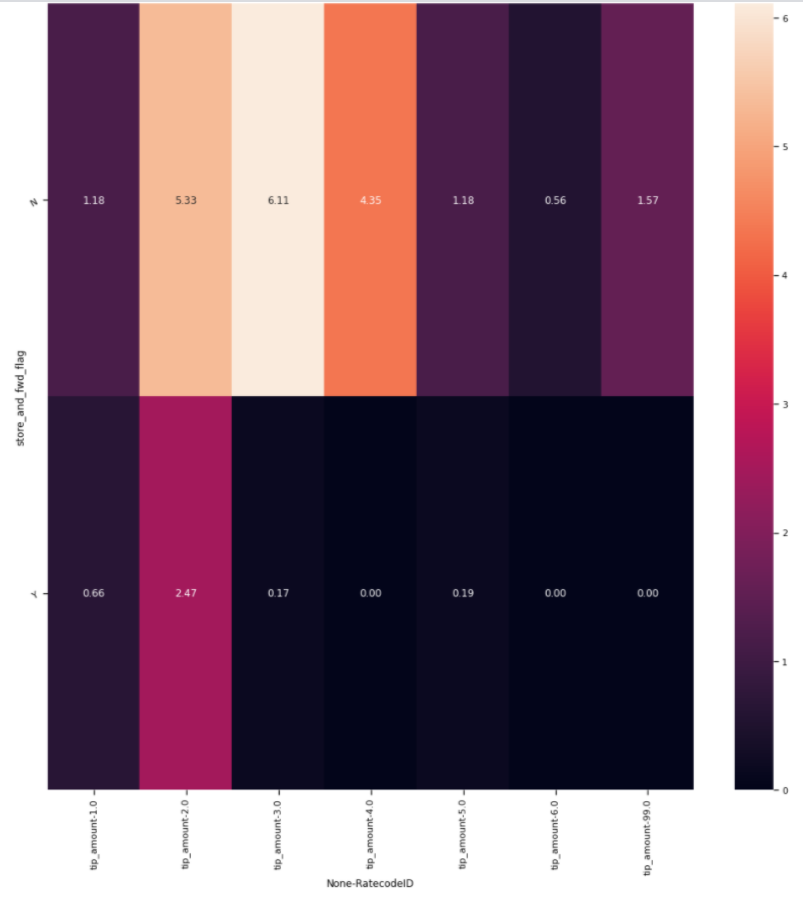 6
5
4
3
2
1
0
N
1.18 5.33 6.11 4.35 1.18 0.56 1.57
store_and_fwd_flag
Y
0.66 2.47 0.17 0.00 0.19 0.00 0.00
tip_amount-1.0
tip_amount-2.0
tip_amount-3.0
tip_amount-4.0
tip_amount-5.0
tip_amount-6.0
tip_amount-99.0
None-RatecodeID